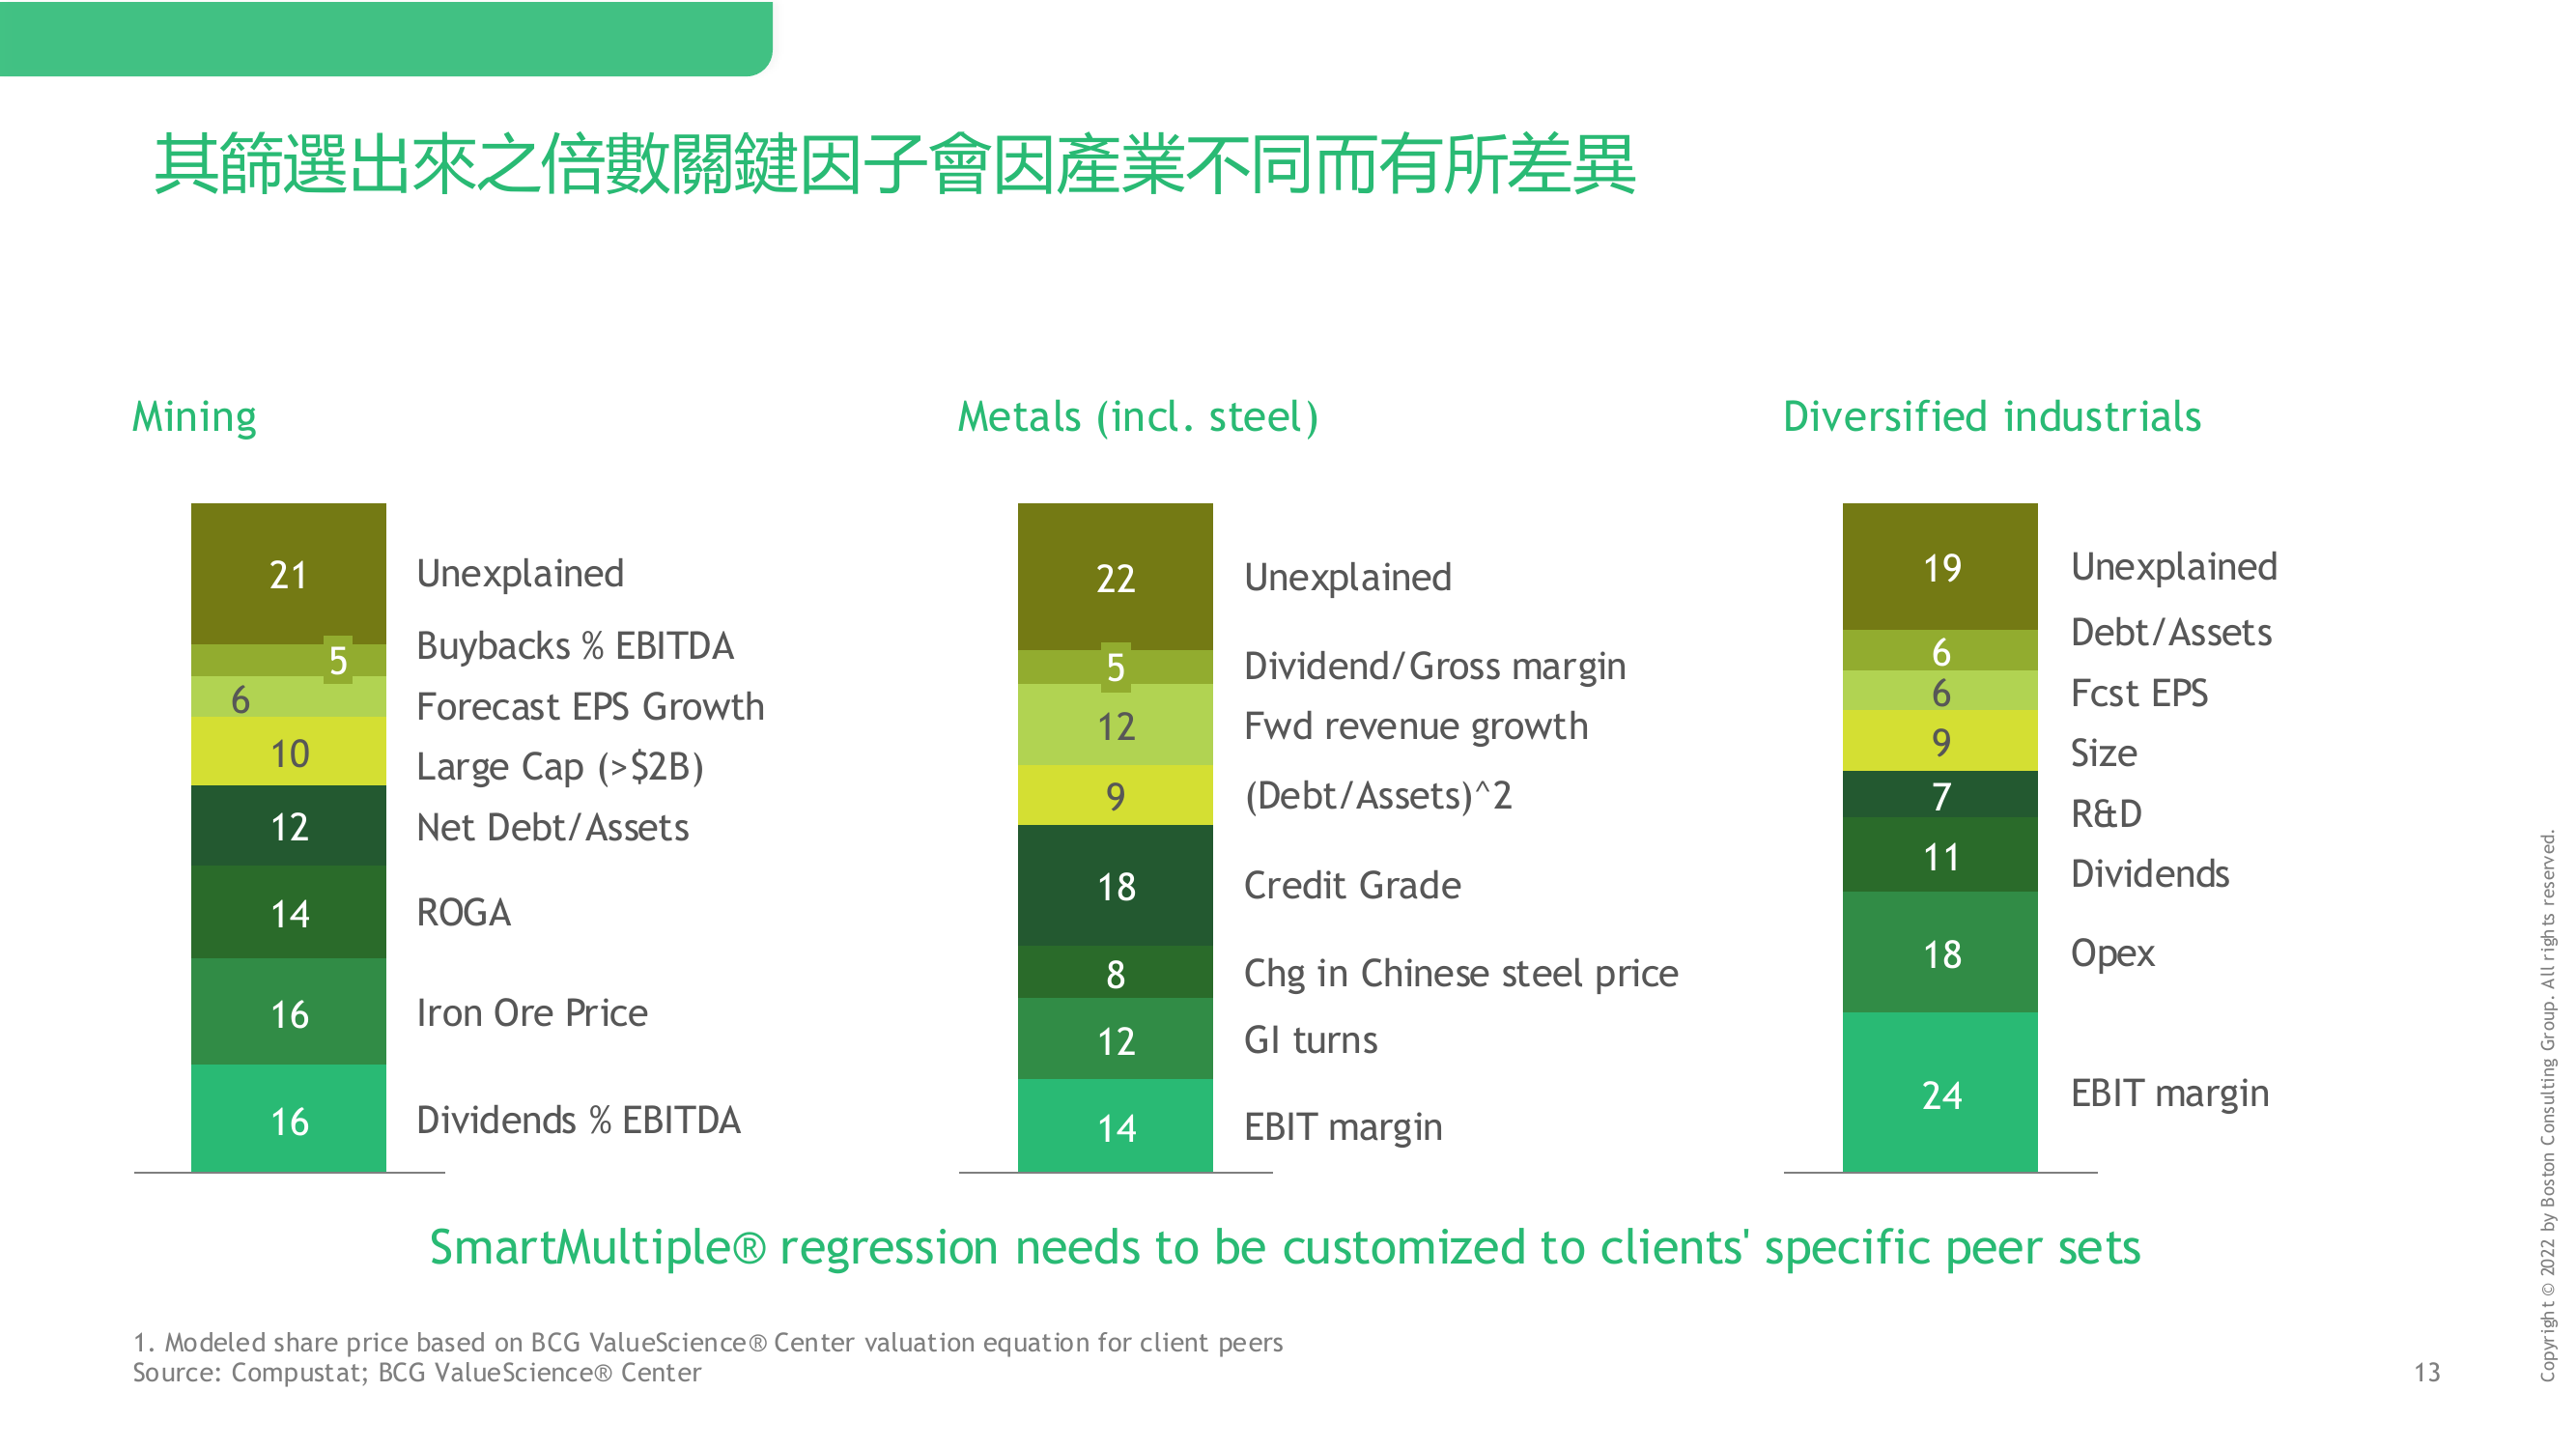 其篩選出來之倍數關鍵因子會因產業不同而有所差異
Mining
21 Unexplained
5 Buybacks % EBITDA
6 Forecast EPS Growth
10 Large Cap (>$2B)
12 Net Debt/Assets
14 ROGA
16 Iron Ore Price
16 Dividends % EBITDA
Metals (incl. steel)
22 Unexplained
5 Dividend/Gross margin
12 Fwd revenue growth
9 (Debt/Assets)^2
18 Credit Grade
8 Chg in Chinese steel price
12 GI turns
14 EBIT margin
Diversified industrials
19 Unexplained
6 Debt/Assets
6 Fcst EPS
9 Size
7 R&D
11 Dividends
18 Opex
24 EBIT margin
SmartMultiple® regression needs to be customized to clients' specific peer sets
1. Modeled share price based on BCG ValueScience® Center valuation equation for client peers
Source: Compustat; BCG ValueScience® Center
13
Copyright © 2022 by Boston Consulting Group. All rights reserved.